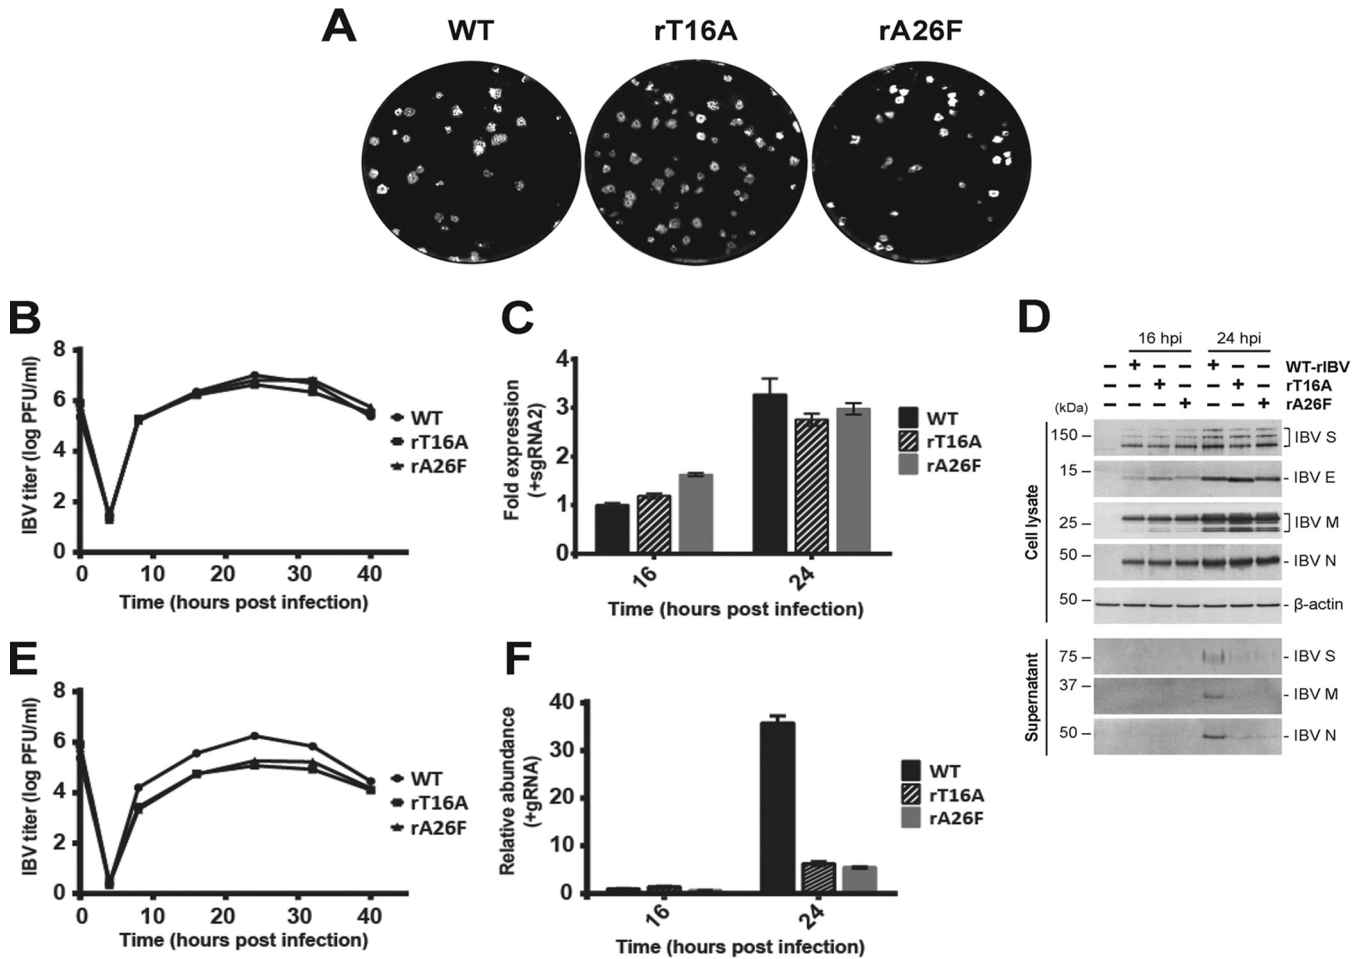 A
WT
rT16A
rA26F
B
IBV titer (log PFU/ml)
8
6
4
2
0
0 10 20 30 40
Time (hours post infection)
WT
rT16A
rA26F
C
Fold expression
(+sgRNA2)
4
3
2
1
0
16
24
Time (hours post infection)
WT
rT16A
rA26F
D
16 hpi
24 hpi
− + − − + − − WT-rIBV
− − + − − + − rT16A
− − − + − − + rA26F
(kDa)
Cell lysate
150
IBV S
15
IBV E
25
IBV M
50
IBV N
50
β-actin
Supernatant
75
IBV S
37
IBV M
50
IBV N
E
IBV titer (log PFU/ml)
8
6
4
2
0
0 10 20 30 40
Time (hours post infection)
WT
rT16A
rA26F
F
Relative abundance
(+gRNA)
40
30
20
10
0
16
24
Time (hours post infection)
WT
rT16A
rA26F